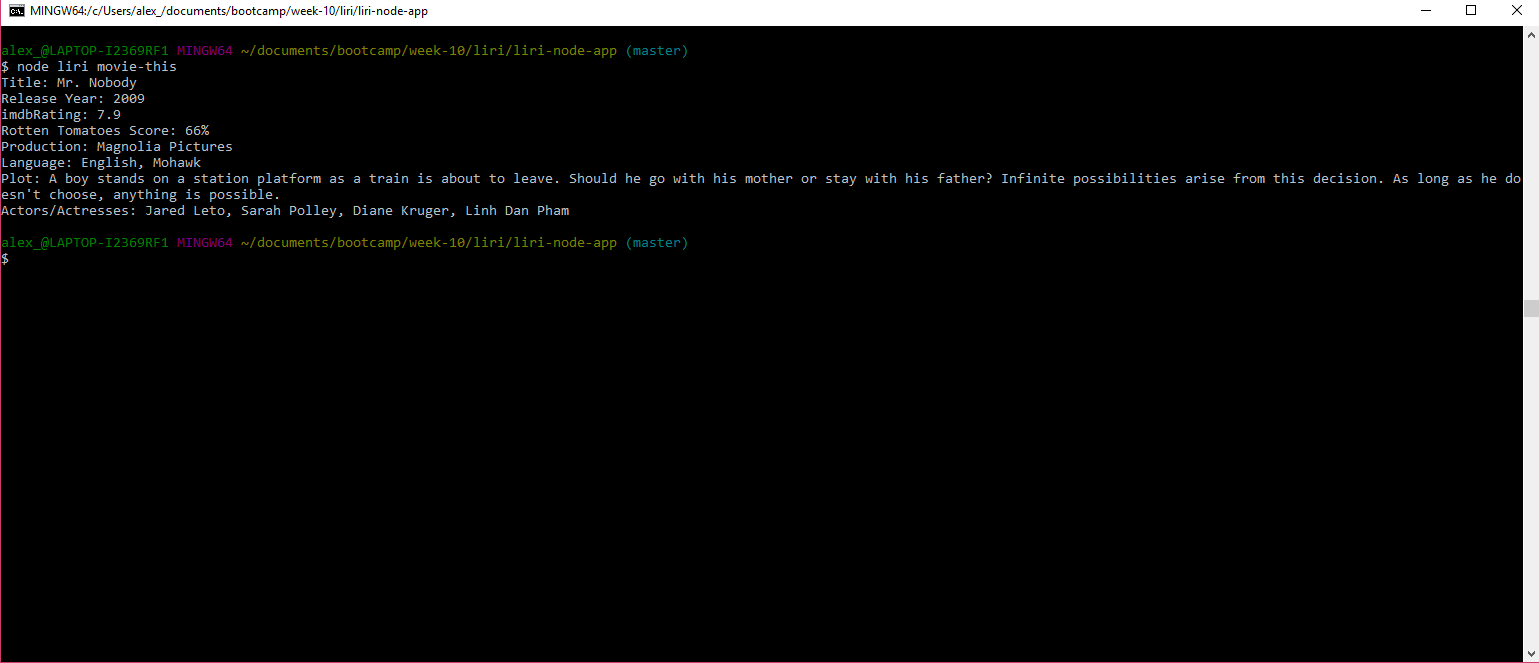 MINGW64:/c/Users/alex_/documents/bootcamp/week-10/liri/liri-node-app
alex_@LAPTOP-I2369RF1 MINGW64 ~/documents/bootcamp/week-10/liri/liri-node-app (master)
$ node liri movie-this
Title: Mr. Nobody
Release Year: 2009
imdbRating: 7.9
Rotten Tomatoes Score: 66%
Production: Magnolia Pictures
Language: English, Mohawk
Plot: A boy stands on a station platform as a train is about to leave. Should he go with his mother or stay with his father? Infinite possibilities arise from this decision. As long as he do
esn't choose, anything is possible.
Actors/Actresses: Jared Leto, Sarah Polley, Diane Kruger, Linh Dan Pham
alex_@LAPTOP-I2369RF1 MINGW64 ~/documents/bootcamp/week-10/liri/liri-node-app (master)
$